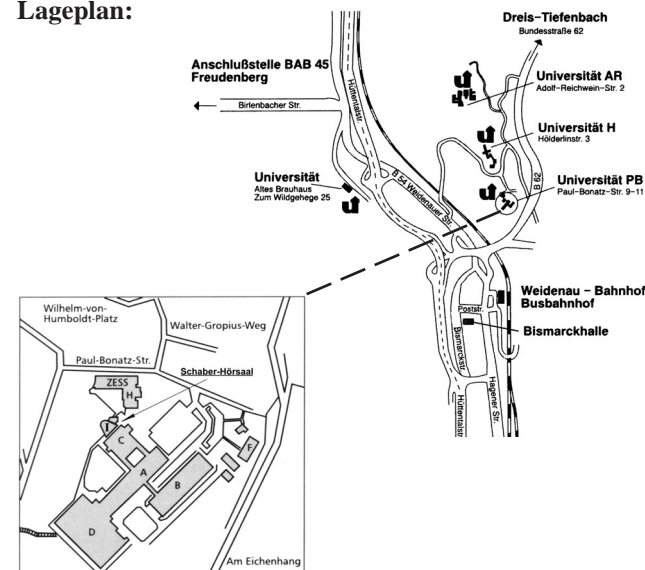 Lageplan:
Dreis-Tiefenbach
Bundesstraße 62
Anschlußstelle BAB 45
Freudenberg
Birlenbacher Str.
Hüttentalstr.
Universität AR
Adolf-Reichwein-Str. 2
Universität H
Hölderlinstr. 3
Universität
Altes Brauhaus
Zum Wildgehege 25
B 54 Weidenauer Str.
B 62
Universität PB
Paul-Bonatz-Str. 9-11
Weidenau - Bahnhof
Busbahnhof
Poststr.
Bismarckhalle
Bismarckstr.
Hüttentalstr.
Hagener Str.
Wilhelm-von-
Humboldt-Platz
Walter-Gropius-Weg
Paul-Bonatz-Str.
Schaber-Hörsaal
ZESS
H
I
C
F
A
B
D
Am Eichenhang